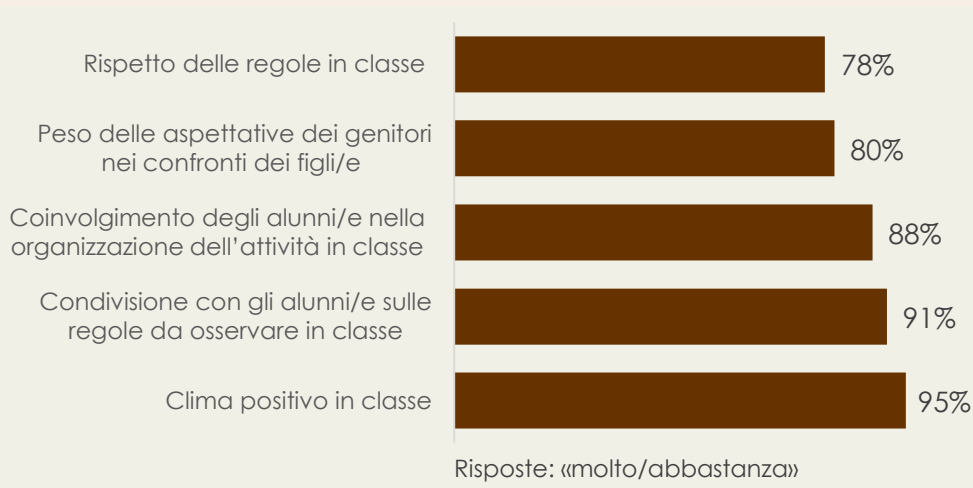 Rispetto delle regole in classe
78%
Peso delle aspettative dei genitori
nei confronti dei figli/e
80%
Coinvolgimento degli alunni/e nella
organizzazione dell’attività in classe
88%
Condivisione con gli alunni/e sulle
regole da osservare in classe
91%
Clima positivo in classe
95%
Risposte: «molto/abbastanza»